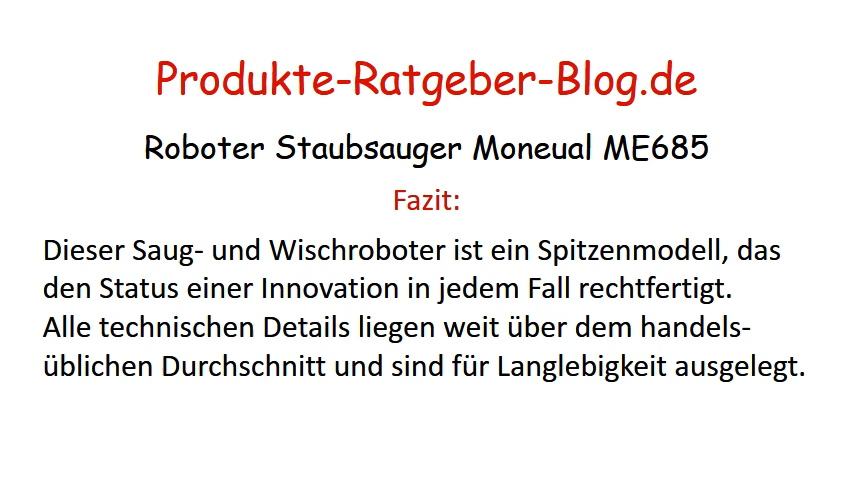 Produkte-Ratgeber-Blog.de
Roboter Staubsauger Moneual ME685
Fazit:
Dieser Saug- und Wischroboter ist ein Spitzenmodell, das
den Status einer Innovation in jedem Fall rechtfertigt.
Alle technischen Details liegen weit über dem handels-
üblichen Durchschnitt und sind für Langlebigkeit ausgelegt.